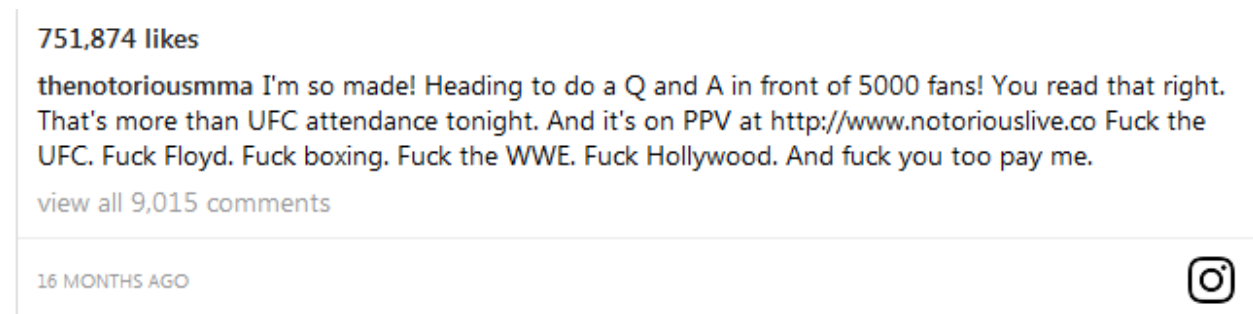 751,874 likes
thenotoriousmma I'm so made! Heading to do a Q and A in front of 5000 fans! You read that right.
That's more than UFC attendance tonight. And it's on PPV at http://www.notoriouslive.co Fuck the
UFC. Fuck Floyd. Fuck boxing. Fuck the WWE. Fuck Hollywood. And fuck you too pay me.
view all 9,015 comments
16 MONTHS AGO